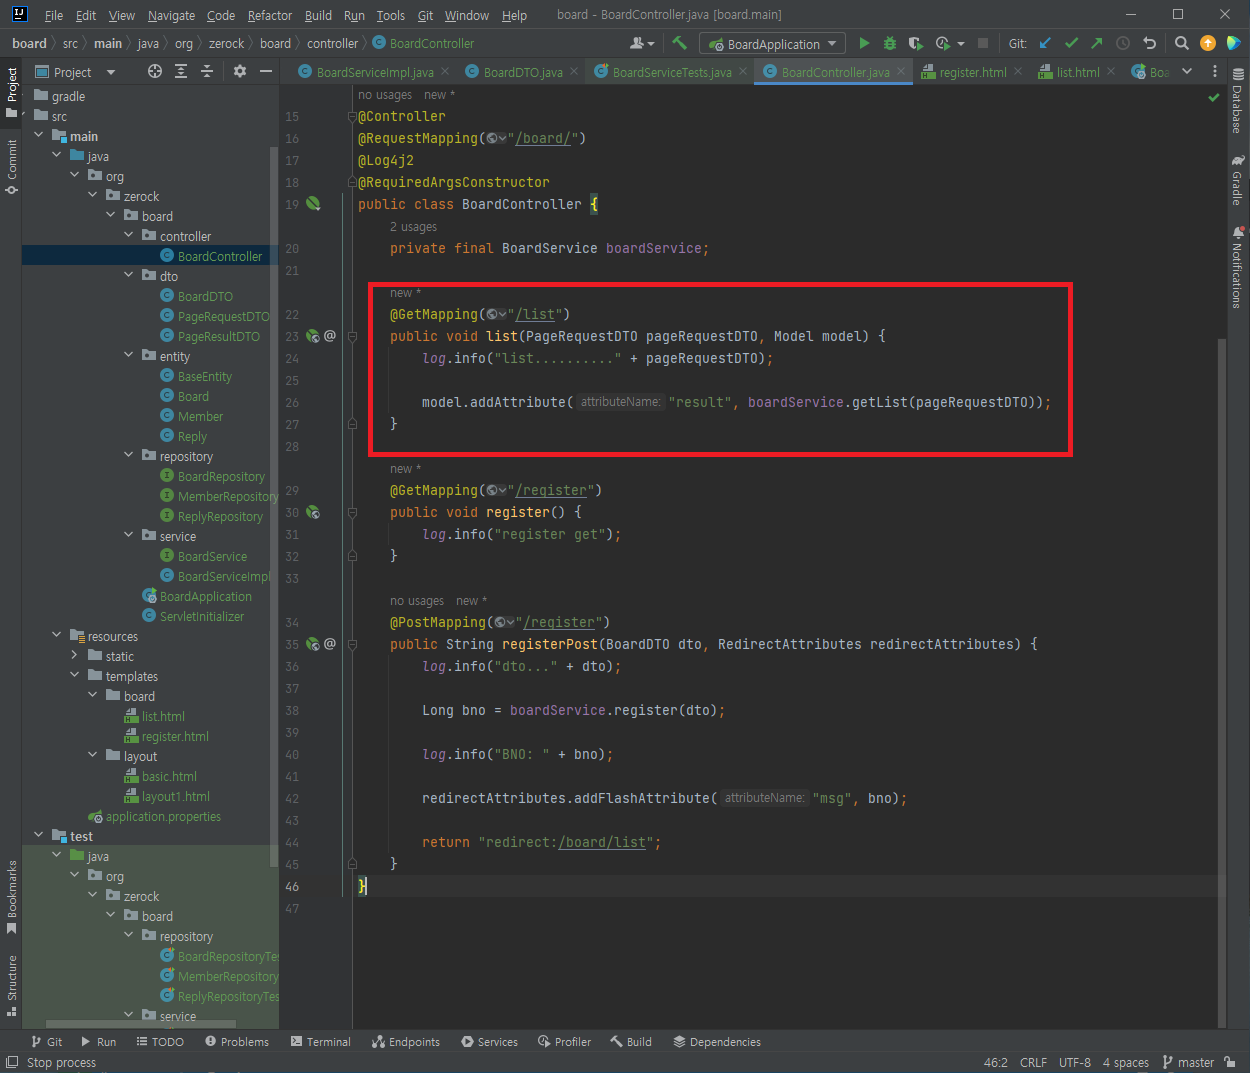 File Edit View Navigate Code Refactor Build Run Tools Git Window Help board - BoardController.java [board.main]
board src main java org zerock board controller BoardController BoardApplication Git:
Project
BoardServiceImpl.java BoardDTO.java BoardServiceTests.java BoardController.java register.html list.html Boa
Project
Commit
Bookmarks
Structure
gradle
src
main
java
org
zerock
board
controller
BoardController
dto
BoardDTO
PageRequestDTO
PageResultDTO
entity
BaseEntity
Board
Member
Reply
repository
BoardRepository
MemberRepository
ReplyRepository
service
BoardService
BoardServiceImpl
BoardApplication
ServletInitializer
resources
static
templates
board
list.html
register.html
layout
basic.html
layout1.html
application.properties
test
java
org
zerock
board
repository
BoardRepositoryTes
MemberRepository
ReplyRepositoryTes
service
no usages new *
15 @Controller
16 @RequestMapping("/board/")
17 @Log4j2
18 @RequiredArgsConstructor
19 public class BoardController {
2 usages
20 private final BoardService boardService;
21
new *
22 @GetMapping("/list")
23 public void list(PageRequestDTO pageRequestDTO, Model model) {
24 log.info("list.........." + pageRequestDTO);
25
26 model.addAttribute( attributeName: "result", boardService.getList(pageRequestDTO));
27 }
28
new *
29 @GetMapping("/register")
30 public void register() {
31 log.info("register get");
32 }
33
no usages new *
34 @PostMapping("/register")
35 public String registerPost(BoardDTO dto, RedirectAttributes redirectAttributes) {
36 log.info("dto..." + dto);
37
38 Long bno = boardService.register(dto);
39
40 log.info("BNO: " + bno);
41
42 redirectAttributes.addFlashAttribute( attributeName: "msg", bno);
43
44 return "redirect:/board/list";
45 }
46 }
47
Database
Gradle
Notifications
Git Run TODO Problems Terminal Endpoints Services Profiler Build Dependencies
Stop process 46:2 CRLF UTF-8 4 spaces master